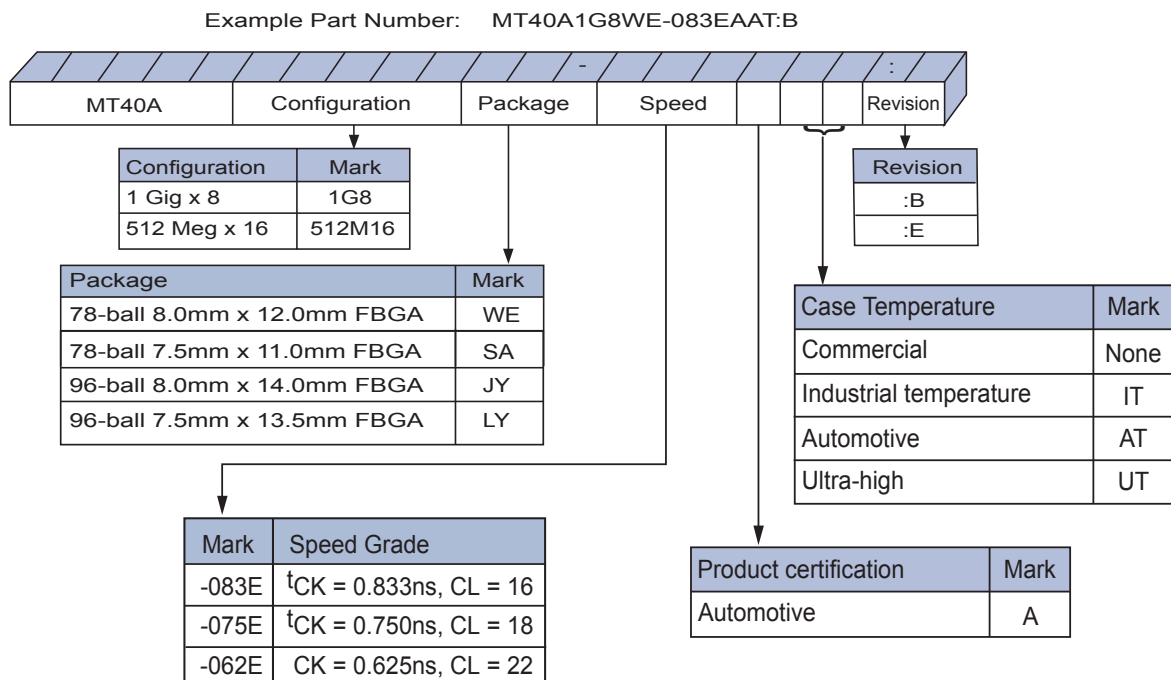 Example Part Number: MT40A1G8WE-083EAAT:B
- :
MT40A Configuration Package Speed Revision
Configuration Mark
1 Gig x 8 1G8
512 Meg x 16 512M16
Revision
:B
:E
Package Mark
78-ball 8.0mm x 12.0mm FBGA WE
78-ball 7.5mm x 11.0mm FBGA SA
96-ball 8.0mm x 14.0mm FBGA JY
96-ball 7.5mm x 13.5mm FBGA LY
Case Temperature Mark
Commercial None
Industrial temperature IT
Automotive AT
Ultra-high UT
Mark Speed Grade
-083E tCK = 0.833ns, CL = 16
-075E tCK = 0.750ns, CL = 18
-062E CK = 0.625ns, CL = 22
Product certification Mark
Automotive A